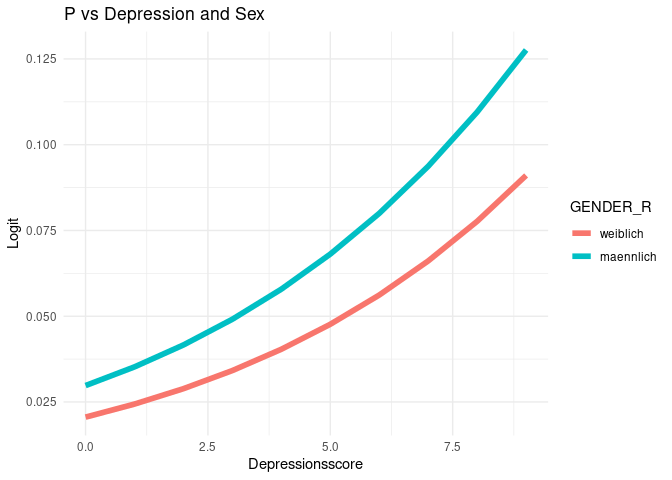 P vs Depression and Sex
0.125
0.100
0.075
0.050
0.025
Logit
0.0
2.5
5.0
7.5
Depressionsscore
GENDER_R
weiblich
maennlich